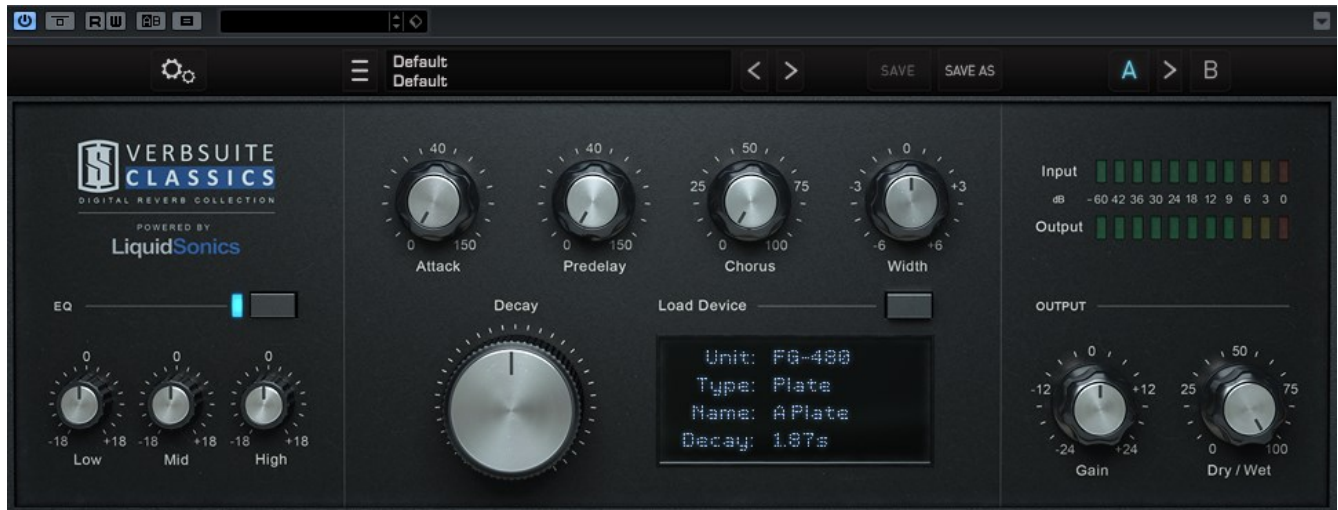 R W
AB
Default
Default
< >
SAVE
SAVE AS
A > B
VERBSUITE
CLASSICS
DIGITAL REVERB COLLECTION
POWERED BY
LiquidSonics
EQ
0
-18 +18
Low
0
-18 +18
Mid
0
-18 +18
High
40
0 150
Attack
40
0 150
Predelay
50
25 75
0 100
Chorus
0
-3 +3
-6 +6
Width
Decay
Load Device
Unit: FG-480
Type: Plate
Name: A Plate
Decay: 1.87s
Input
dB -60 42 36 30 24 18 12 9 6 3 0
Output
OUTPUT
0
-12 +12
-24 +24
Gain
50
25 75
0 100
Dry / Wet